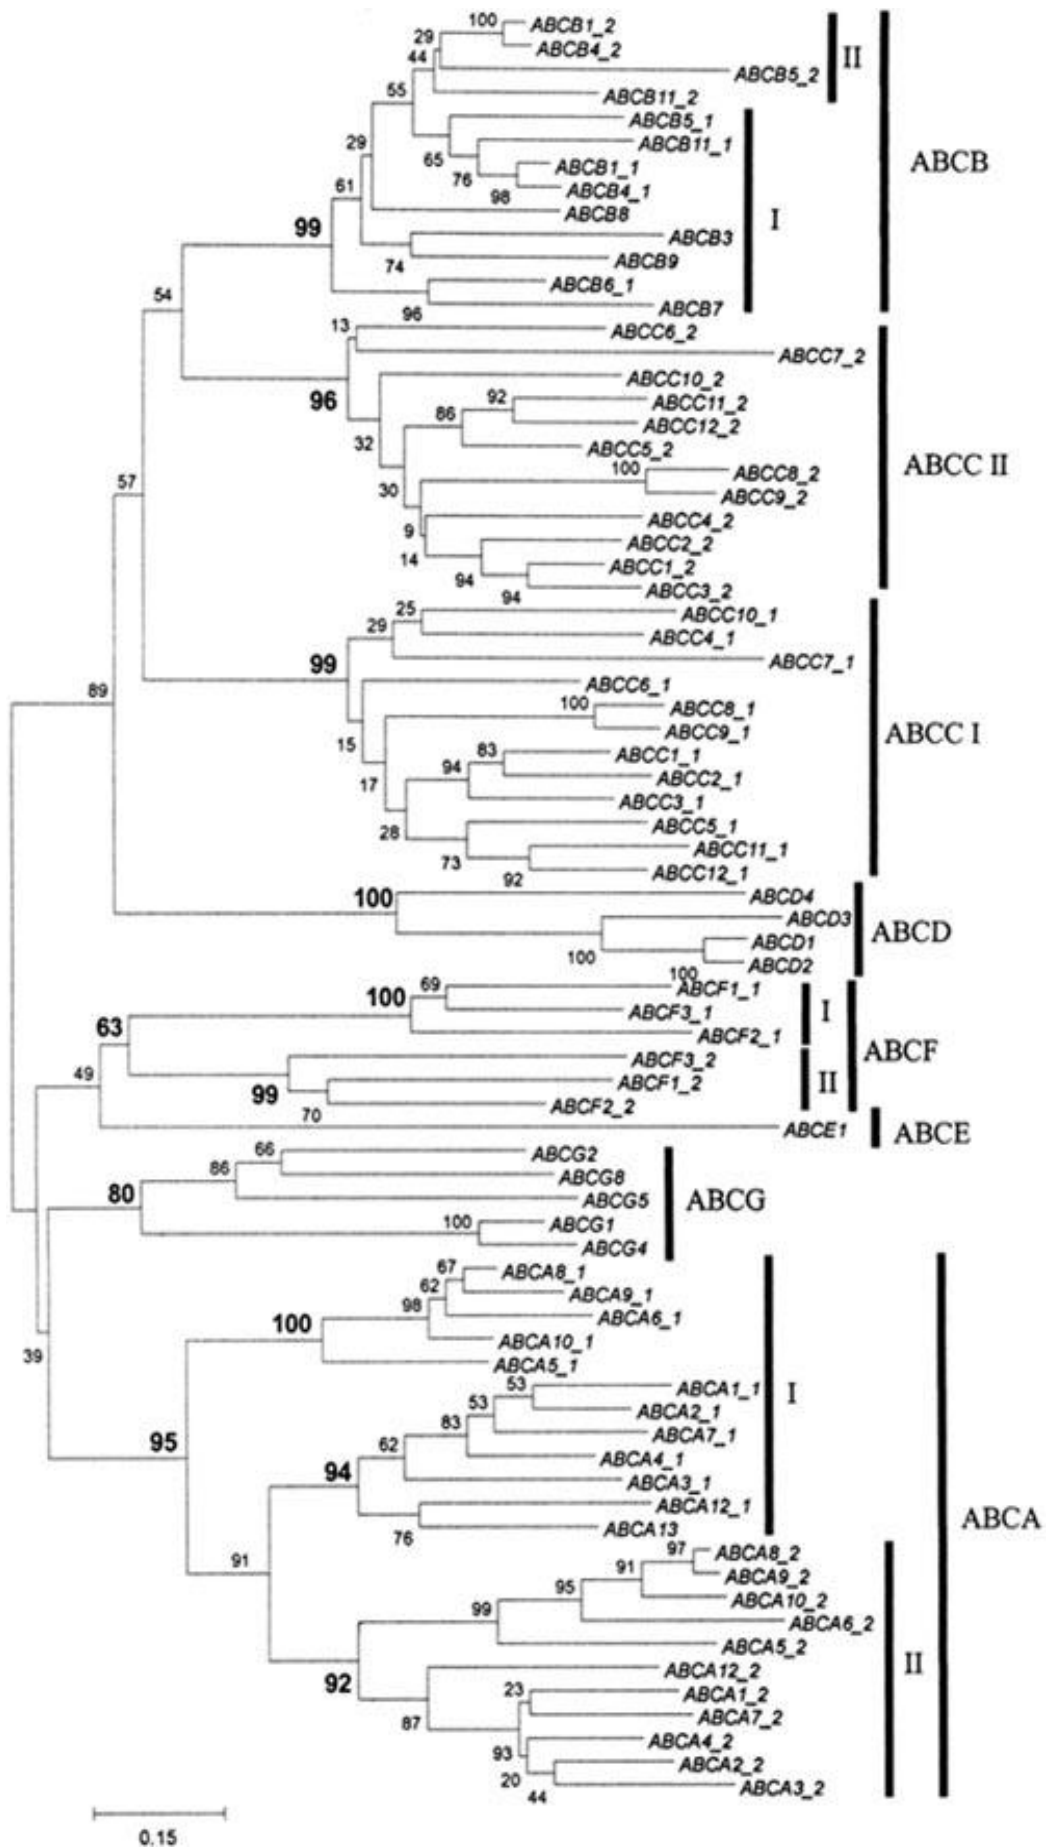 100
ABCB1_2
29
ABCB4_2
44
ABCB5_2
II
55
ABCB11_2
ABCB5_1
29
65
ABCB11_1
ABCB
76
ABCB1_1
61
98
ABCB4_1
ABCB8
I
99
ABCB3
74
ABCB9
54
ABCB6_1
96
ABCB7
13
ABCC6_2
ABCC7_2
96
ABCC10_2
92
ABCC11_2
86
ABCC12_2
32
ABCC5_2
100
ABCC8_2
ABCC II
57
30
ABCC9_2
ABCC4_2
9
ABCC2_2
14
94
ABCC1_2
94
ABCC3_2
25
ABCC10_1
29
ABCC4_1
99
ABCC7_1
ABCC6_1
89
100
ABCC8_1
15
ABCC9_1
ABCC I
83
ABCC1_1
17
94
ABCC2_1
ABCC3_1
28
ABCC5_1
73
ABCC11_1
92
ABCC12_1
100
ABCD4
ABCD3
ABCD
100
ABCD1
100
ABCD2
69
ABCF1_1
100
ABCF3_1
I
63
ABCF2_1
ABCF
ABCF3_2
49
99
ABCF1_2
II
70
ABCF2_2
ABCE1
ABCE
66
ABCG2
86
ABCG8
80
ABCG5
ABCG
100
ABCG1
ABCG4
67
ABCA8_1
62
ABCA9_1
98
ABCA6_1
100
ABCA10_1
39
ABCA5_1
53
ABCA1_1
I
53
ABCA2_1
83
ABCA7_1
95
62
ABCA4_1
94
ABCA3_1
ABCA12_1
ABCA
76
ABCA13
91
97
ABCA8_2
91
ABCA9_2
95
ABCA10_2
99
ABCA6_2
ABCA5_2
II
92
ABCA12_2
23
ABCA1_2
87
ABCA7_2
93
ABCA4_2
20
ABCA2_2
44
ABCA3_2
0.15